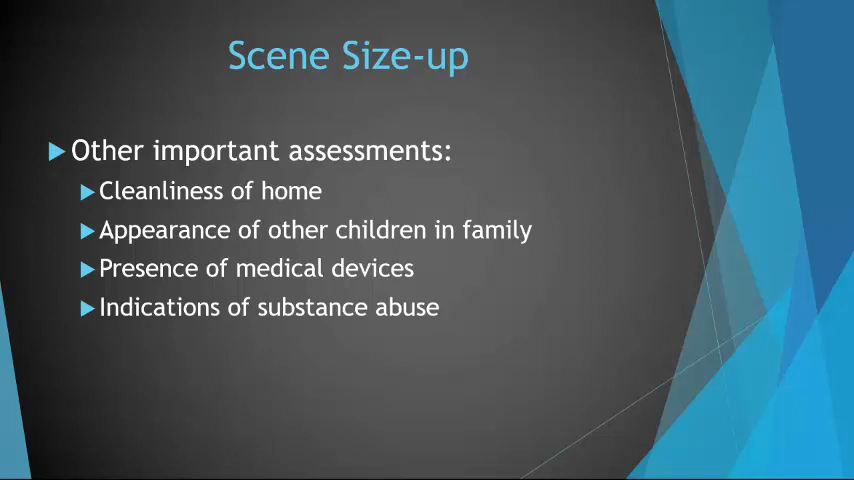 Scene Size-up
Other important assessments:
Cleanliness of home
Appearance of other children in family
Presence of medical devices
Indications of substance abuse